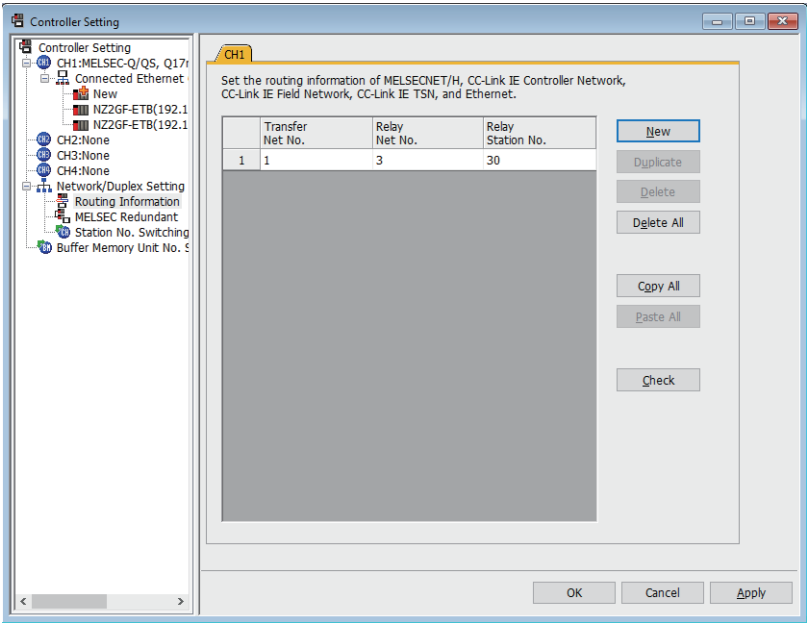 Controller Setting
Controller Setting
CH1:MELSEC-Q/QS, Q17n
Connected Ethernet
New
NZ2GF-ETB(192.1
NZ2GF-ETB(192.1
CH2:None
CH3:None
CH4:None
Network/Duplex Setting
Routing Information
MELSEC Redundant
Station No. Switching
Buffer Memory Unit No. S
CH1
Set the routing information of MELSECNET/H, CC-Link IE Controller Network,
CC-Link IE Field Network, CC-Link IE TSN, and Ethernet.
Transfer Net No. Relay Net No. Relay Station No.
1 1 3 30
New
Duplicate
Delete
Delete All
Copy All
Paste All
Check
OK Cancel Apply